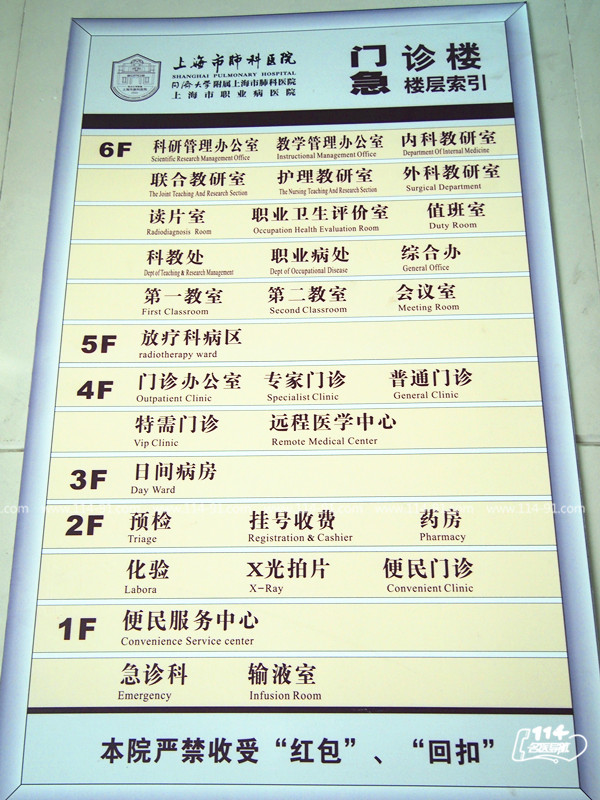 上海市肺科医院
SHANGHAI PULMONARY HOSPITAL
同济大学附属上海市肺科医院
上海市职业病医院
门急 诊楼
楼层索引
6F 科研管理办公室 教学管理办公室 内科教研室
Scientific Research Management Office Instructional Management Office Department Of Internal Medicine
联合教研室 护理教研室 外科教研室
The Joint Teaching And Research Section The Nursing Teaching And Research Section Surgical Department
读片室 职业卫生评价室 值班室
Radiodiagnosis Room Occupation Health Evaluation Room Duty Room
科教处 职业病处 综合办
Dept of Teaching & Research Management Dept of Occupational Disease General Office
第一教室 第二教室 会议室
First Classroom Second Classroom Meeting Room
5F 放疗科病区
radiotherapy ward
4F 门诊办公室 专家门诊 普通门诊
Outpatient Clinic Specialist Clinic General Clinic
特需门诊 远程医学中心
Vip Clinic Remote Medical Center
3F 日间病房
Day Ward
2F 预检 挂号收费 药房
Triage Registration & Cashier Pharmacy
化验 X光拍片 便民门诊
Labora X-Ray Convenient Clinic
1F 便民服务中心
Convenience Service center
急诊科 输液室
Emergency Infusion Room
本院严禁收受“红包”、“回扣”
114
名医导航
www.114-91.com